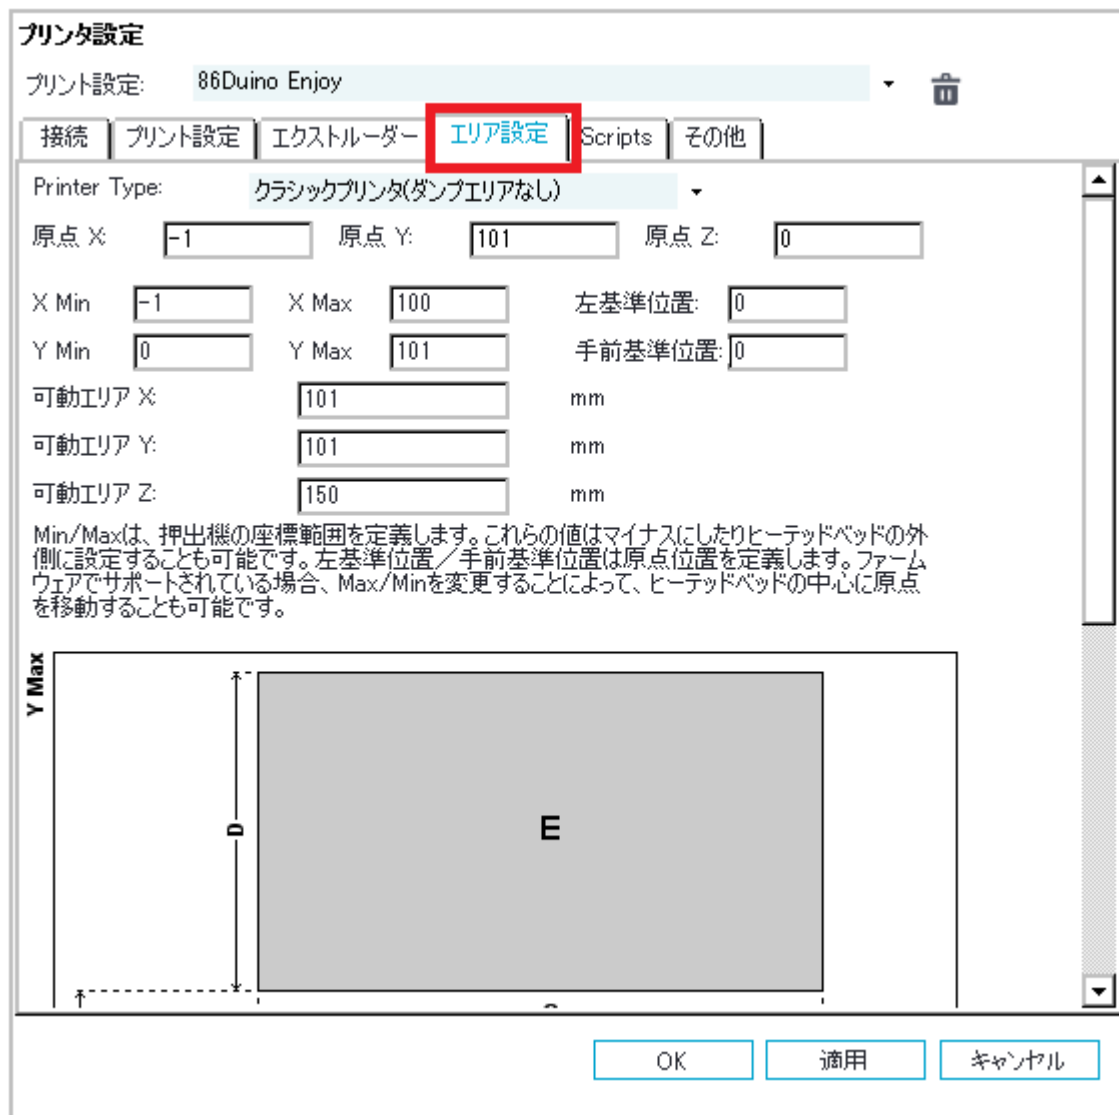 プリンタ設定
プリント設定: 86Duino Enjoy
接続 プリント設定 エクストルーダー エリア設定 Scripts その他
Printer Type: クラシックプリンタ(ダンプエリアなし)
原点 X: -1 原点 Y: 101 原点 Z: 0
X Min -1 X Max 100 左基準位置: 0
Y Min 0 Y Max 101 手前基準位置: 0
可動エリア X: 101 mm
可動エリア Y: 101 mm
可動エリア Z: 150 mm
Min/Maxは、押出機の座標範囲を定義します。これらの値はマイナスにしたりヒーテッドベッドの外
側に設定することも可能です。左基準位置／手前基準位置は原点位置を定義します。ファーム
ウェアでサポートされている場合、Max/Minを変更することによって、ヒーテッドベッドの中心に原点
を移動することも可能です。
Y Max
D
E
OK 適用 キャンセル